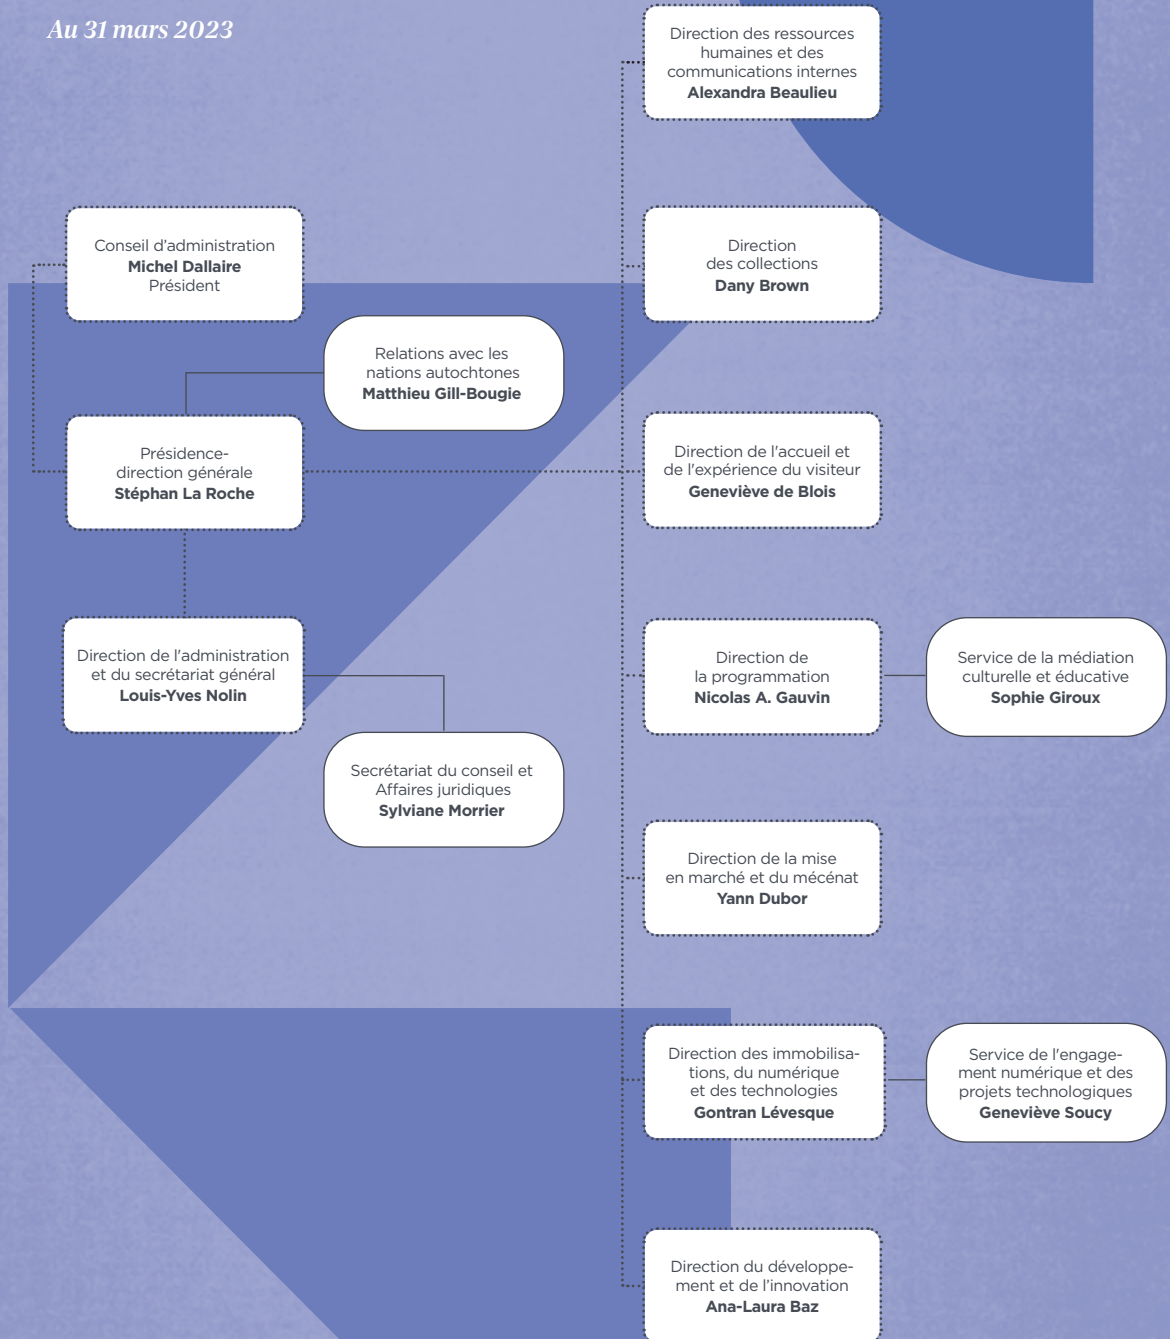 Au 31 mars 2023
Direction des ressources
humaines et des
communications internes
Alexandra Beaulieu
Conseil d’administration
Michel Dallaire
Président
Direction
des collections
Dany Brown
Relations avec les
nations autochtones
Matthieu Gill-Bougie
Présidence-
direction générale
Stéphan La Roche
Direction de l'accueil et
de l'expérience du visiteur
Geneviève de Blois
Direction de l'administration
et du secrétariat général
Louis-Yves Nolin
Direction de
la programmation
Nicolas A. Gauvin
Service de la médiation
culturelle et éducative
Sophie Giroux
Secrétariat du conseil et
Affaires juridiques
Sylviane Morrier
Direction de la mise
en marché et du mécénat
Yann Dubor
Direction des immobilisa-
tions, du numérique
et des technologies
Gontran Lévesque
Service de l'engage-
ment numérique et des
projets technologiques
Geneviève Soucy
Direction du développe-
ment et de l’innovation
Ana-Laura Baz